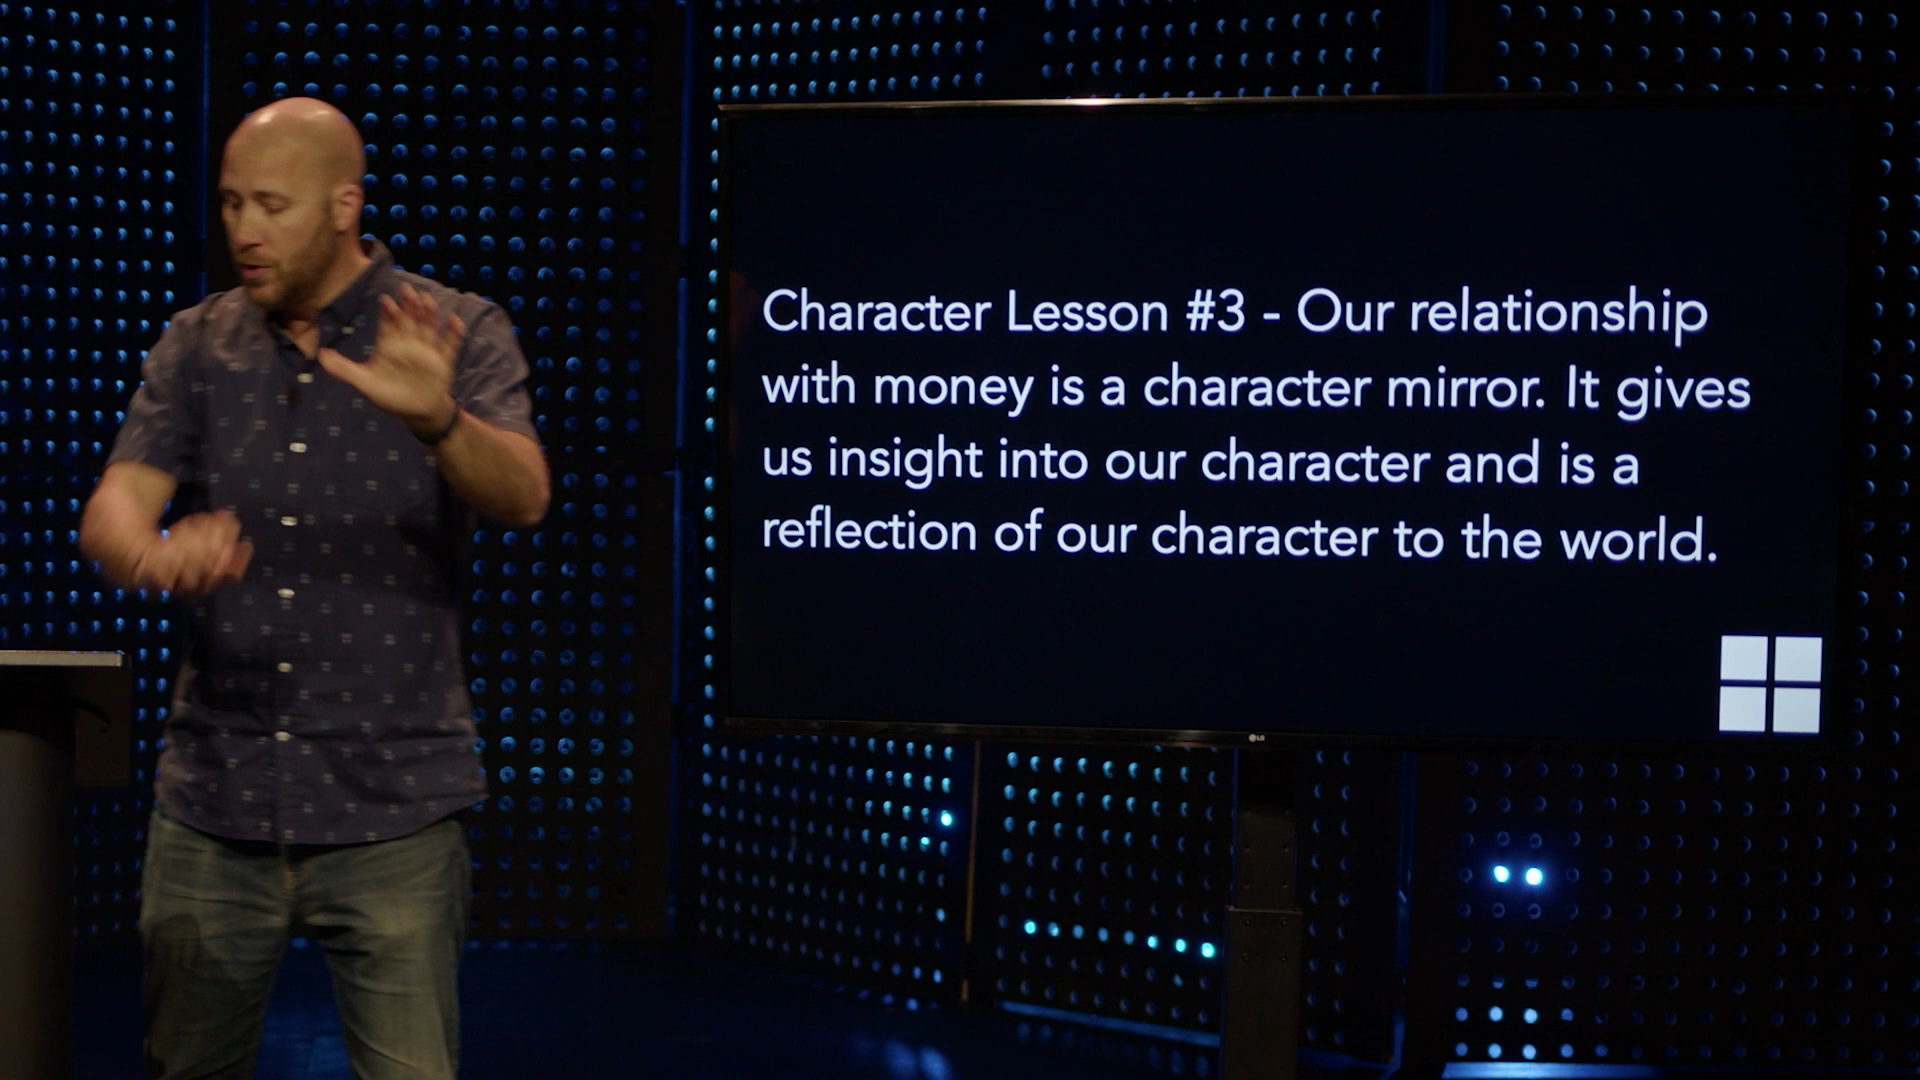 Character Lesson #3 - Our relationship
with money is a character mirror. It gives
us insight into our character and is a
reflection of our character to the world.
LG